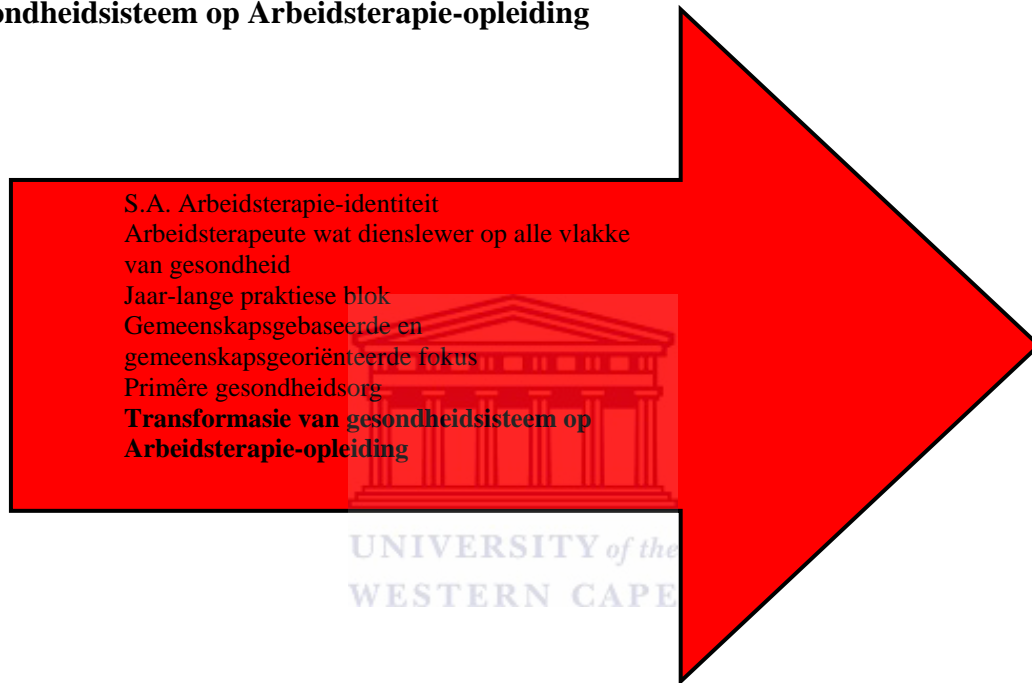 ondheidsisteem op Arbeidsterapie-opleiding
S.A. Arbeidsterapie-identiteit
Arbeidsterapeute wat dienslewer op alle vlakke
van gesondheid
Jaar-lange praktiese blok
Gemeenskapsgebaseerde en
gemeenskapsgeoriënteerde fokus
Primêre gesondheidsorg
Transformasie van gesondheidsisteem op
Arbeidsterapie-opleiding
UNIVERSITY of the
WESTERN CAPE